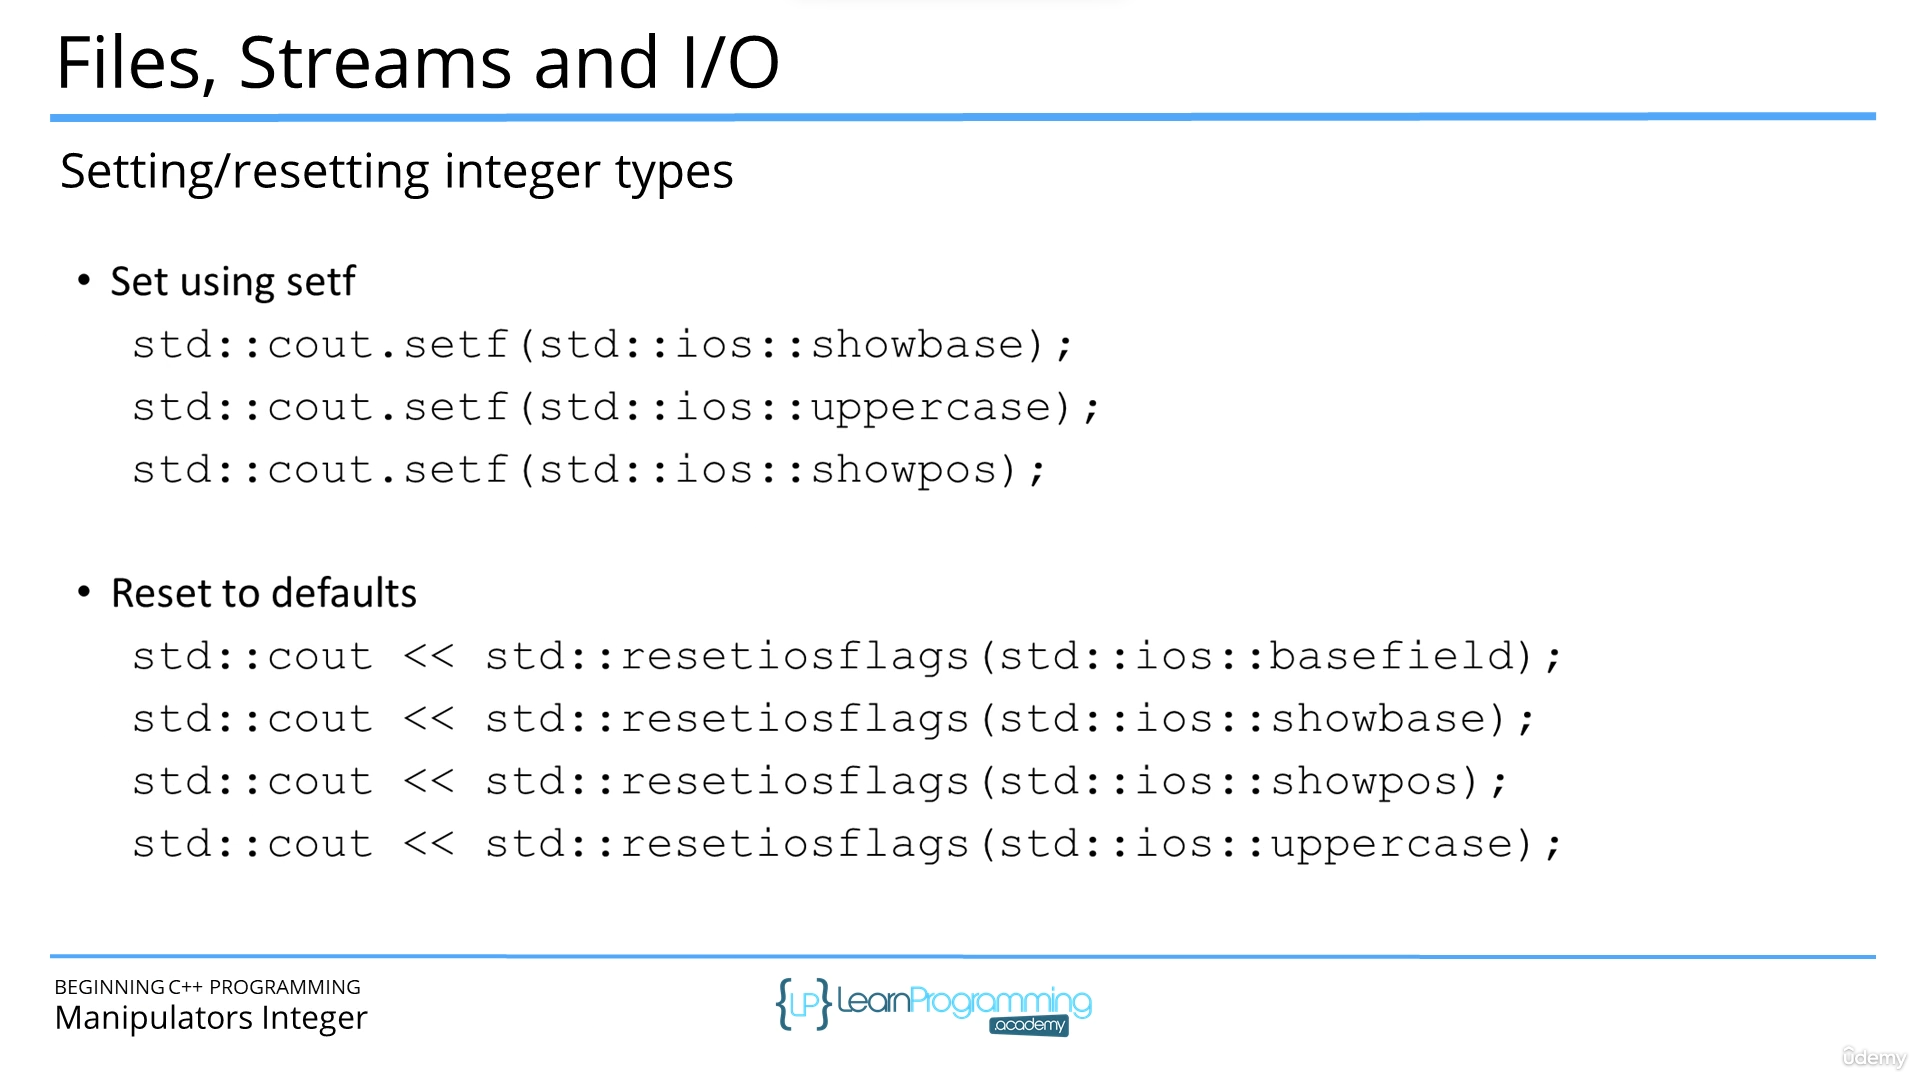 Files, Streams and I/O
Setting/resetting integer types
• Set using setf
std::cout.setf(std::ios::showbase);
std::cout.setf(std::ios::uppercase);
std::cout.setf(std::ios::showpos);
• Reset to defaults
std::cout << std::resetiosflags(std::ios::basefield);
std::cout << std::resetiosflags(std::ios::showbase);
std::cout << std::resetiosflags(std::ios::showpos);
std::cout << std::resetiosflags(std::ios::uppercase);
BEGINNING C++ PROGRAMMING
Manipulators Integer
{LP} LearnProgramming
.academy
ûdemy